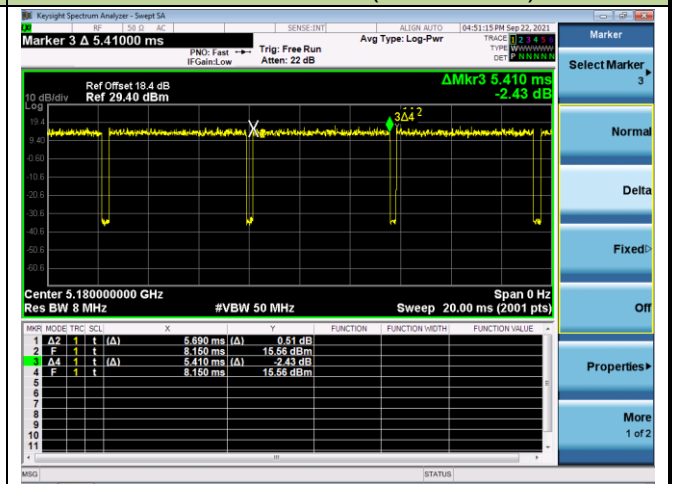 Keysight Spectrum Analyzer - Swept SA
RF 50 Ω AC SENSE:INT ALIGN AUTO 04:51:15 PM Sep 22, 2021
Marker 3 Δ 5.41000 ms
PNO: Fast
IFGain:Low
Trig: Free Run
Atten: 22 dB
Avg Type: Log-Pwr
TRACE 1 2 3 4 5 6
TYPE WWWWWW
DET P N N N N N
Ref Offset 18.4 dB
10 dB/div Ref 29.40 dBm
Log
ΔMkr3 5.410 ms
-2.43 dB
19.4
9.40
-0.60
-10.6
-20.6
-30.6
-40.6
-50.6
-60.6
3Δ4 2
Center 5.180000000 GHz Span 0 Hz
Res BW 8 MHz #VBW 50 MHz Sweep 20.00 ms (2001 pts)
MKR MODE TRC SCL X Y FUNCTION FUNCTION WIDTH FUNCTION VALUE
1 Δ2 1 t (Δ) 5.690 ms (Δ) 0.51 dB
2 F 1 t 8.150 ms 15.56 dBm
3 Δ4 1 t (Δ) 5.410 ms (Δ) -2.43 dB
4 F 1 t 8.150 ms 15.56 dBm
5
6
7
8
9
10
11
MSG STATUS
Marker
Select Marker
3
Normal
Delta
Fixed
Off
Properties
More
1 of 2